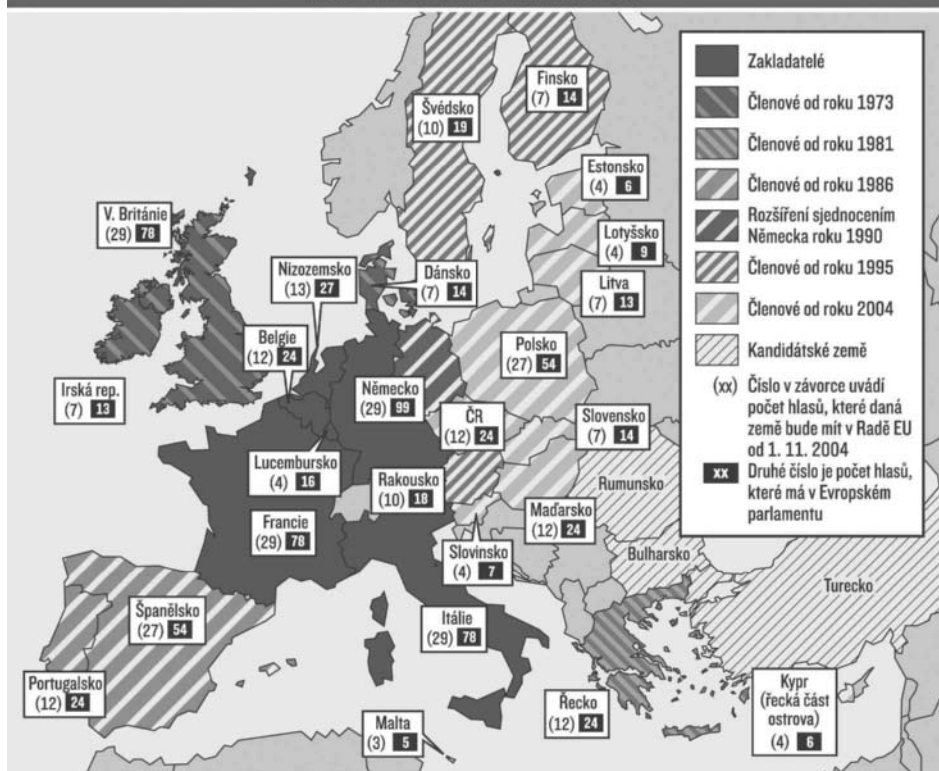 Finsko
(7) 14
Švédsko
(10) 19
Estonsko
(4) 6
V. Británie
(29) 78
Lotyšsko
(4) 9
Nizozemsko
(13) 27
Dánsko
(7) 14
Litva
(7) 13
Belgie
(12) 24
Polsko
(27) 54
Irská rep.
(7) 13
Německo
(29) 99
ČR
(12) 24
Slovensko
(7) 14
Lucembursko
(4) 16
Rakousko
(10) 18
Rumunsko
Francie
(29) 78
Maďarsko
(12) 24
Slovinsko
(4) 7
Bulharsko
Turecko
Španělsko
(27) 54
Itálie
(29) 78
Portugalsko
(12) 24
Řecko
(12) 24
Kypr
(řecká část
ostrova)
(4) 6
Malta
(3) 5
Zakladatelé
Členové od roku 1973
Členové od roku 1981
Členové od roku 1986
Rozšíření sjednocením
Německa roku 1990
Členové od roku 1995
Členové od roku 2004
Kandidátské země
(xx) Číslo v závorce uvádí
počet hlasů, které daná
země bude mít v Radě EU
od 1. 11. 2004
xx Druhé číslo je počet hlasů,
které má v Evropském
parlamentu